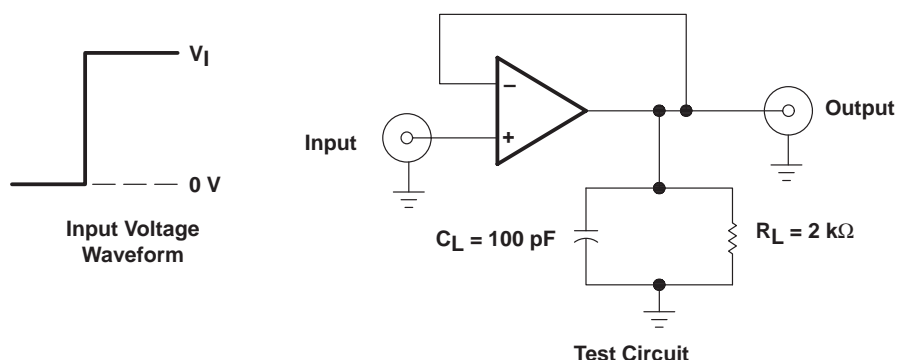 VI
0 V
Input Voltage
Waveform
Input
−
+
Output
CL = 100 pF
RL = 2 kΩ
Test Circuit